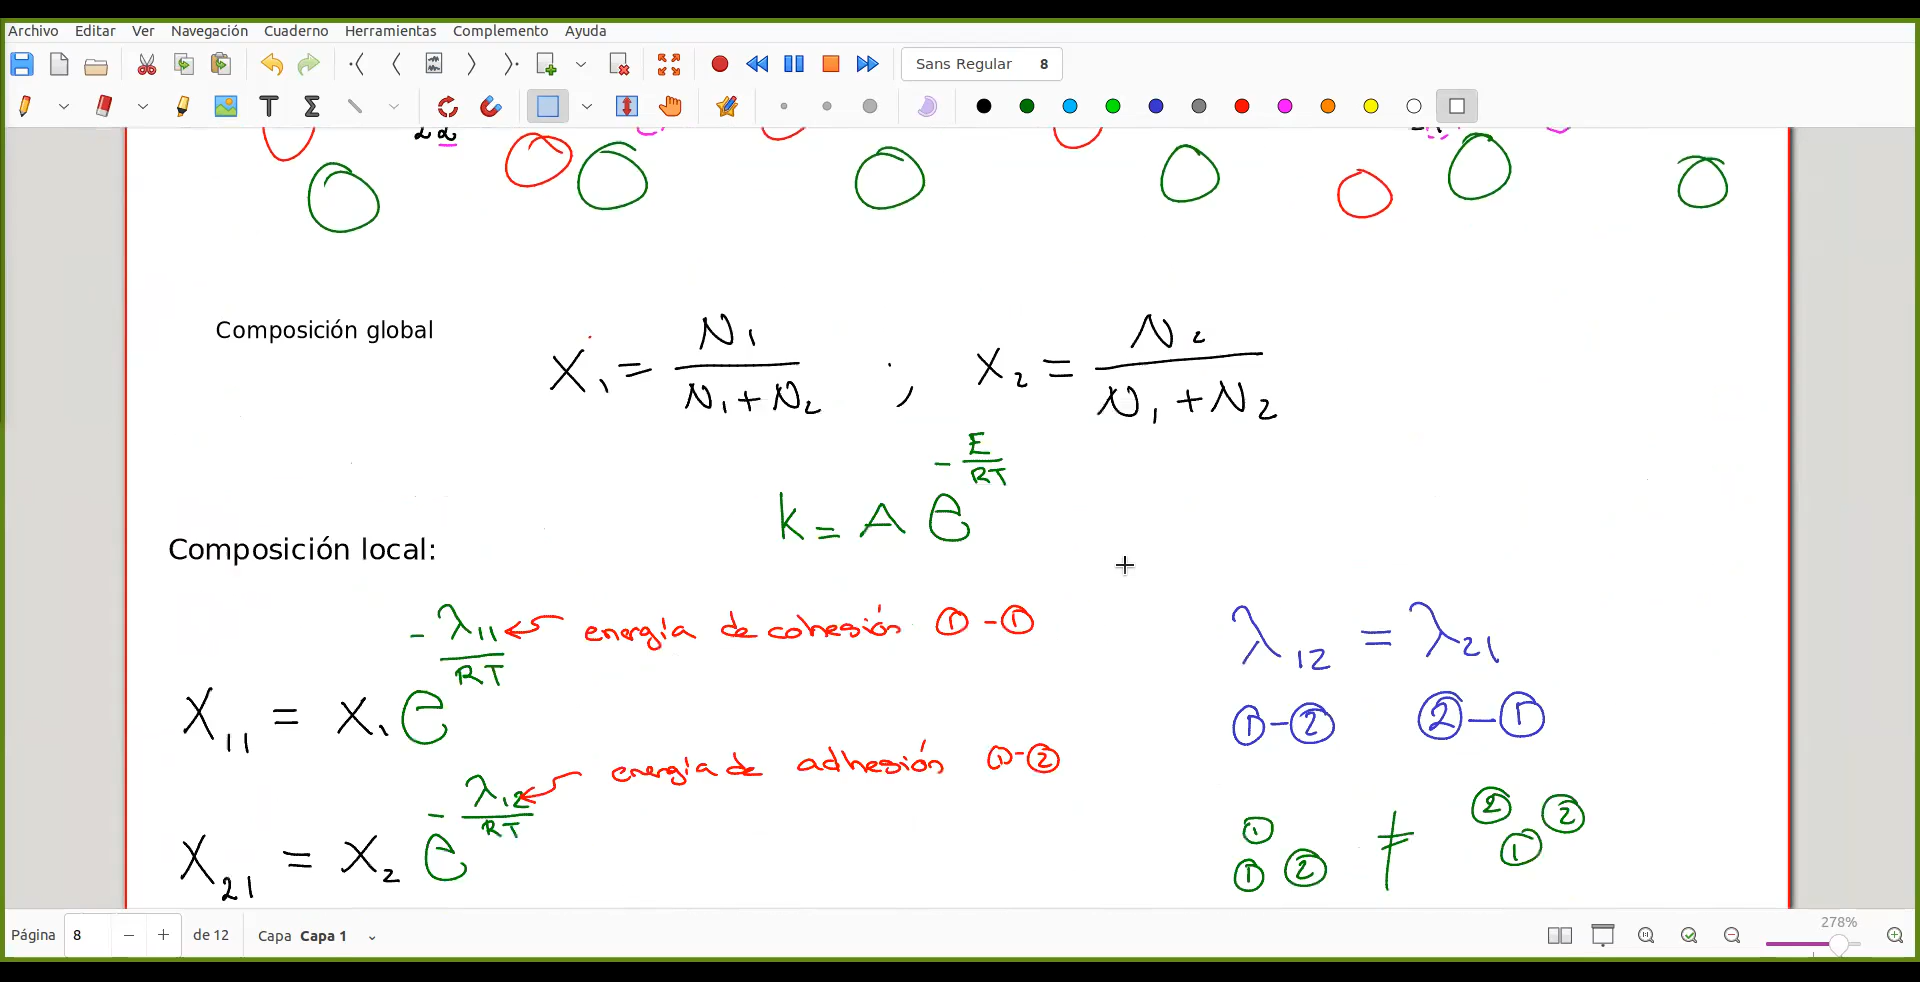 Archivo Editar Ver Navegación Cuaderno Herramientas Complemento Ayuda
Sans Regular 8
Composición global
X₁ = N₁ / (N₁ + N₂) ; X₂ = N₂ / (N₁ + N₂)
k = A e^(-E/RT)
Composición local:
X₁₁ = X₁ e^(-λ₁₁/RT) energía de cohesión ①-①
λ₁₂ = λ₂₁
①-② ②-①
X₂₁ = X₂ e^(-λ₁₂/RT) energía de adhesión ①-②
① ① ② ≠ ② ② ①
Página 8 de 12 Capa Capa 1
278%